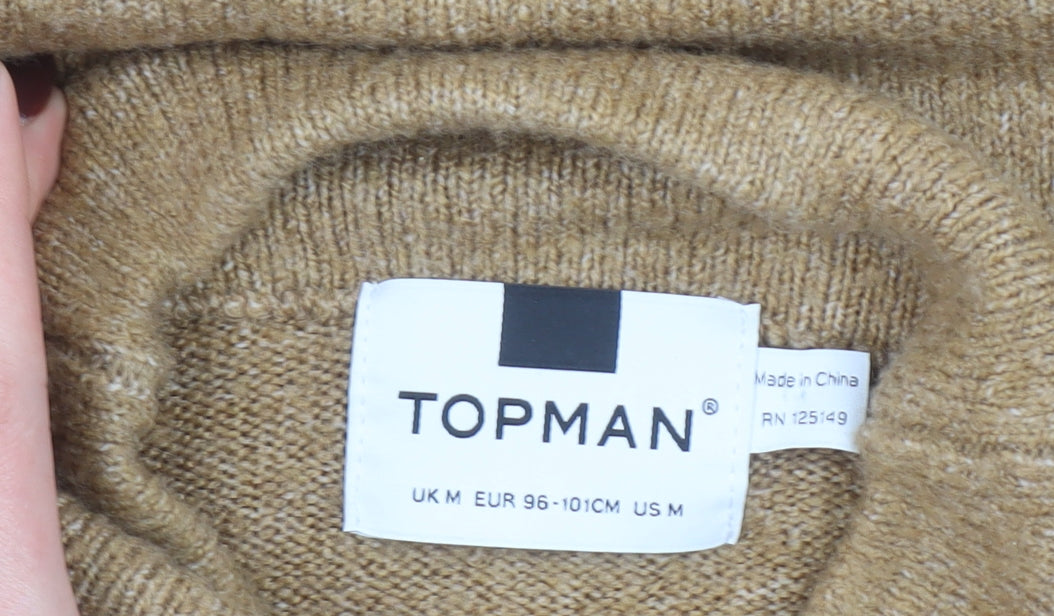 TOPMAN®
UK M EUR 96-101CM US M
Made in China
RN 125149